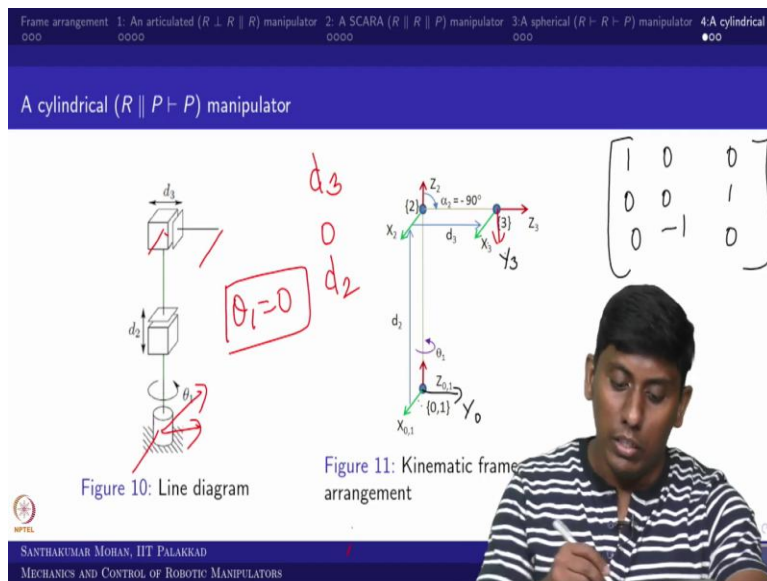 Frame arrangement 1: An articulated (R ⊥ R ∥ R) manipulator 2: A SCARA (R ∥ R ∥ P) manipulator 3:A spherical (R ⊢ R ⊢ P) manipulator 4:A cylindrical
A cylindrical (R ∥ P ⊢ P) manipulator
d₃
d₂
θ₁
d₃
0
d₂
θ₁=0
Z₂
α₂ = - 90°
{2}
X₂
d₃
X₃
{3}
Z₃
Y₃
d₂
θ₁
Z₀,₁
{0,1}
Y₀
X₀,₁
1 0 0
0 0 1
0 -1 0
Figure 10: Line diagram
Figure 11: Kinematic frame
arrangement
NPTEL
SANTHAKUMAR MOHAN, IIT PALAKKAD
MECHANICS AND CONTROL OF ROBOTIC MANIPULATORS